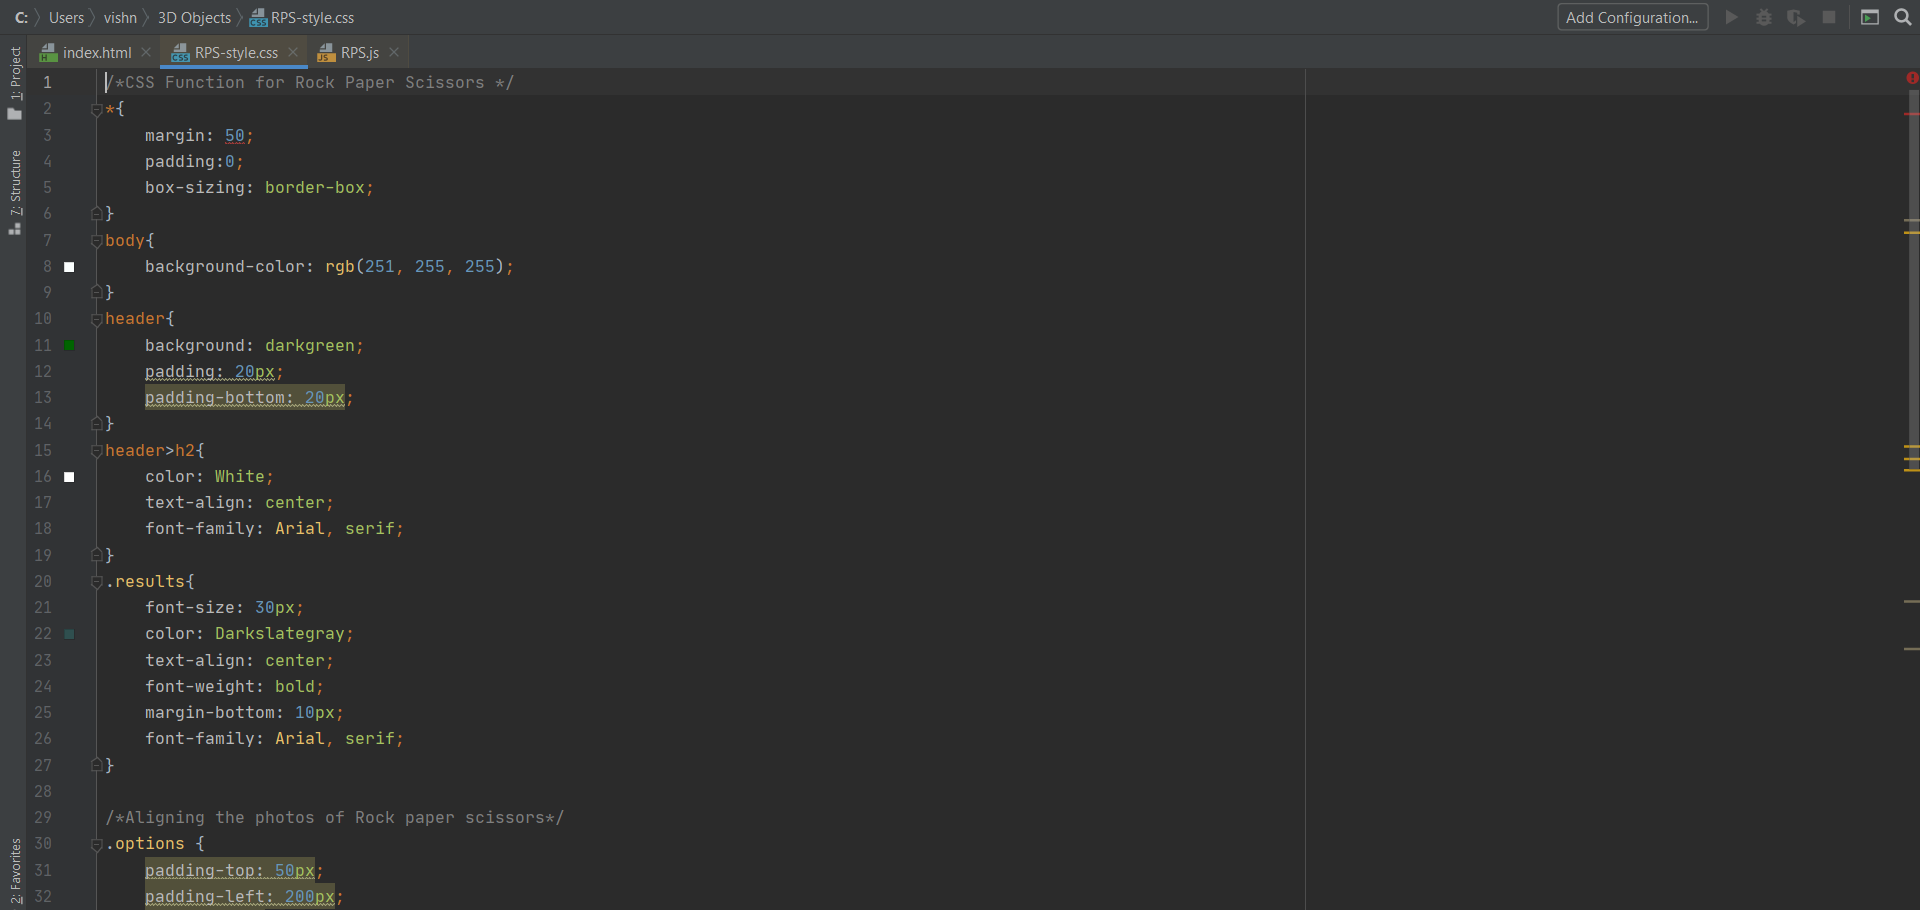 C: Users vishn 3D Objects RPS-style.css Add Configuration...
index.html RPS-style.css RPS.js
1: Project
7: Structure
2: Favorites
1 /*CSS Function for Rock Paper Scissors */
2 *{
3 margin: 50;
4 padding:0;
5 box-sizing: border-box;
6 }
7 body{
8 background-color: rgb(251, 255, 255);
9 }
10 header{
11 background: darkgreen;
12 padding: 20px;
13 padding-bottom: 20px;
14 }
15 header>h2{
16 color: White;
17 text-align: center;
18 font-family: Arial, serif;
19 }
20 .results{
21 font-size: 30px;
22 color: Darkslategray;
23 text-align: center;
24 font-weight: bold;
25 margin-bottom: 10px;
26 font-family: Arial, serif;
27 }
28
29 /*Aligning the photos of Rock paper scissors*/
30 .options {
31 padding-top: 50px;
32 padding-left: 200px;